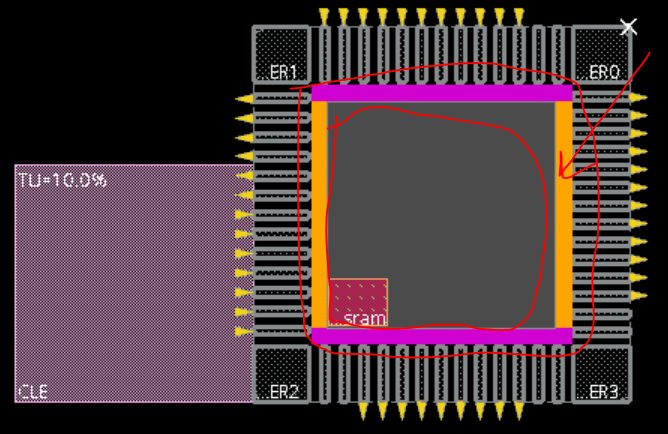 ...ER1
...ER0
TU=10.0%
...sram
CLE
...ER2
...ER3